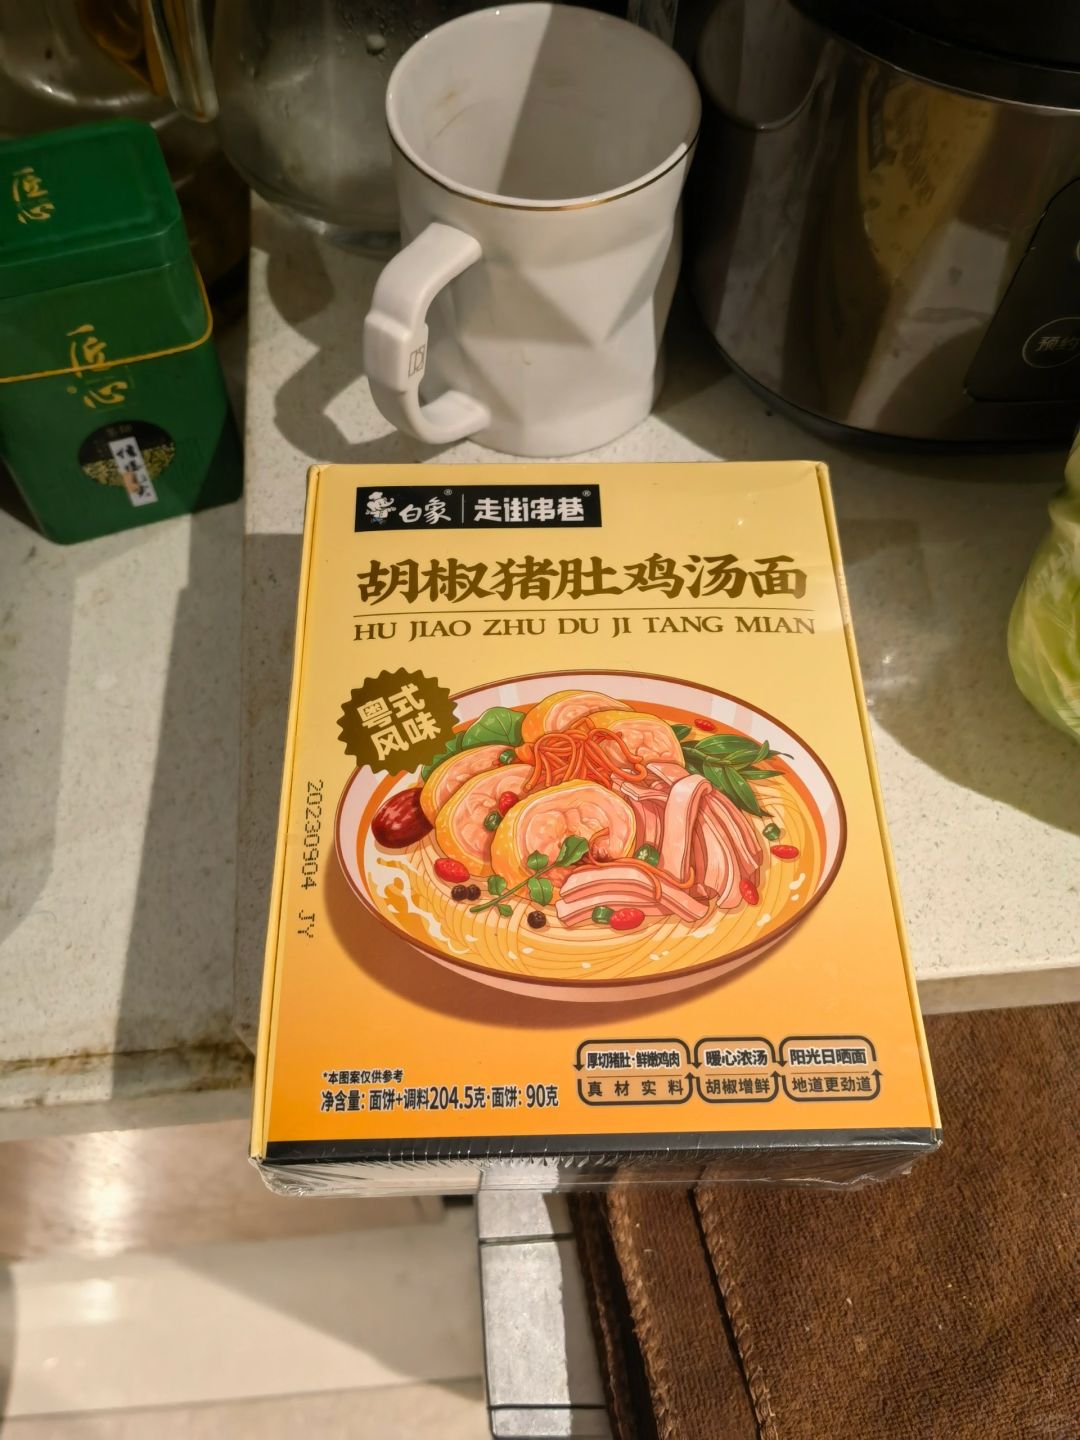 匠心
匠心
白象® 走街串巷®
胡椒猪肚鸡汤面
HU JIAO ZHU DU JI TANG MIAN
粤式
风味
20230904 JY
*本图案仅供参考
净含量：面饼+调料204.5克·面饼：90克
厚切猪肚·鲜嫩鸡肉
真材实料
暖心浓汤
胡椒增鲜
阳光日晒面
地道更劲道
预约